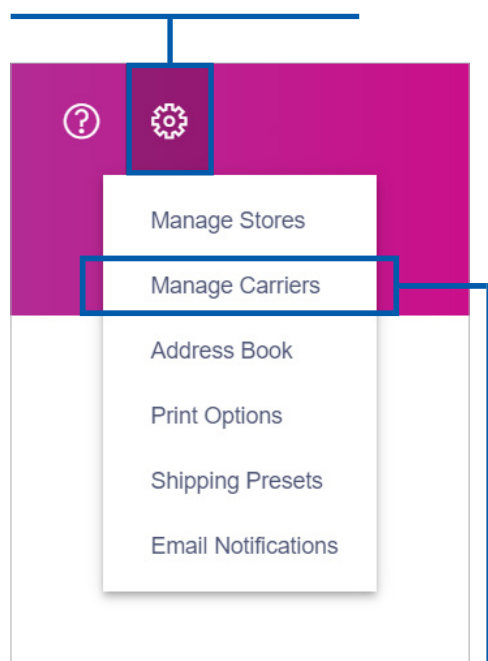 ?
Manage Stores
Manage Carriers
Address Book
Print Options
Shipping Presets
Email Notifications